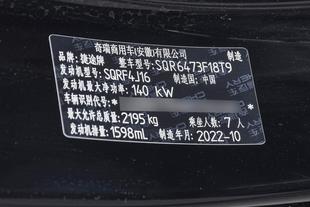 奇瑞商用车(安徽)有限公司 制造
品牌:捷途牌 整车型号:SQR6473F18T9
发动机型号:SQRF4J16 制造国:中国
发动机最大净功率:140 kW
车辆识别代号:*
最大允许总质量:2195 kg 乘坐人数:7 人
发动机排量:1598mL 制造年月:2022-10